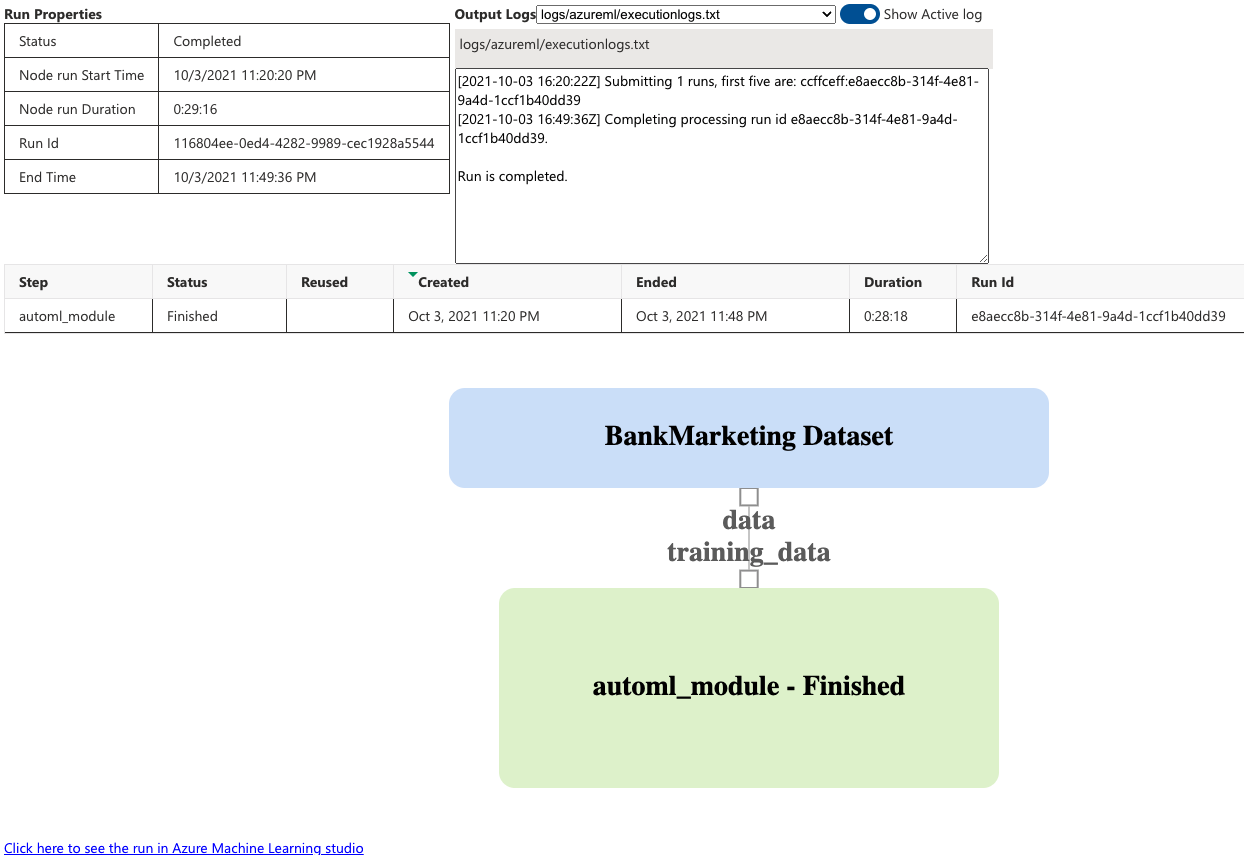 Run Properties
Status Completed
Node run Start Time 10/3/2021 11:20:20 PM
Node run Duration 0:29:16
Run Id 116804ee-0ed4-4282-9989-cec1928a5544
End Time 10/3/2021 11:49:36 PM
Output Logs logs/azureml/executionlogs.txt Show Active log
logs/azureml/executionlogs.txt
[2021-10-03 16:20:22Z] Submitting 1 runs, first five are: ccffceff:e8aecc8b-314f-4e81-
9a4d-1ccf1b40dd39
[2021-10-03 16:49:36Z] Completing processing run id e8aecc8b-314f-4e81-9a4d-
1ccf1b40dd39.
Run is completed.
Step Status Reused Created Ended Duration Run Id
automl_module Finished Oct 3, 2021 11:20 PM Oct 3, 2021 11:48 PM 0:28:18 e8aecc8b-314f-4e81-9a4d-1ccf1b40dd39
BankMarketing Dataset
data
training_data
automl_module - Finished
Click here to see the run in Azure Machine Learning studio